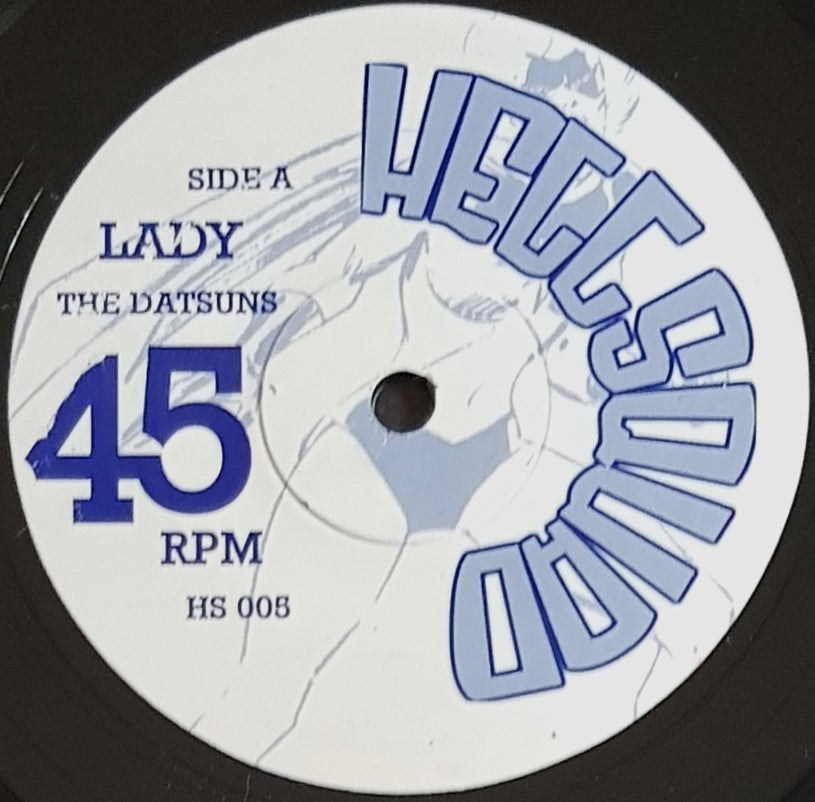 SIDE A
LADY
THE DATSUNS
45
RPM
HS 005
HELLSQUAD